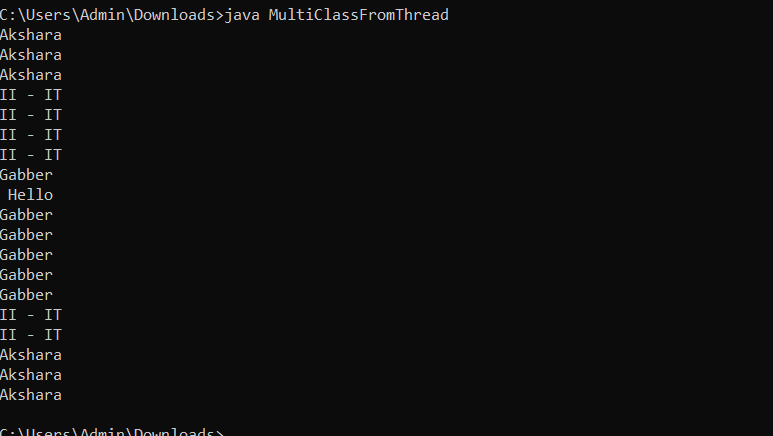 C:\Users\Admin\Downloads>java MultiClassFromThread
Akshara
Akshara
Akshara
II - IT
II - IT
II - IT
II - IT
Gabber
 Hello
Gabber
Gabber
Gabber
Gabber
Gabber
II - IT
II - IT
Akshara
Akshara
Akshara
C:\Users\Admin\Downloads>